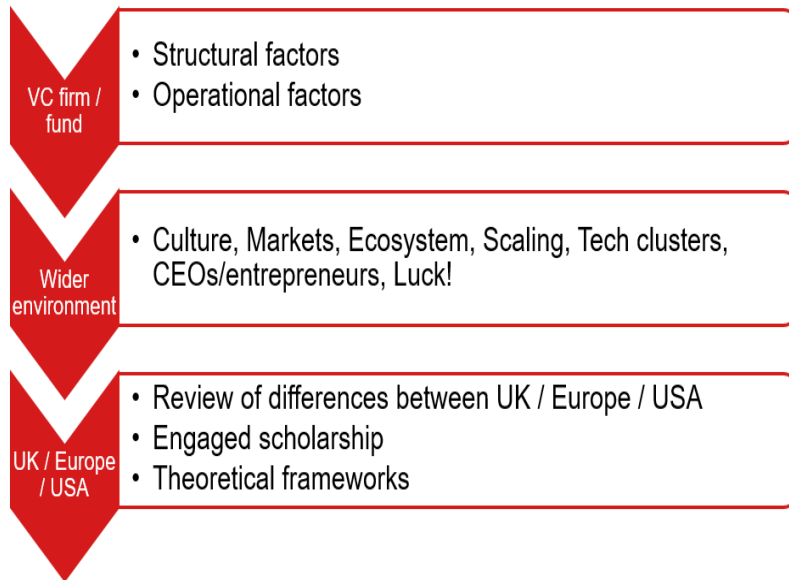 VC firm /
fund
• Structural factors
• Operational factors
Wider
environment
• Culture, Markets, Ecosystem, Scaling, Tech clusters,
CEOs/entrepreneurs, Luck!
UK / Europe
/ USA
• Review of differences between UK / Europe / USA
• Engaged scholarship
• Theoretical frameworks